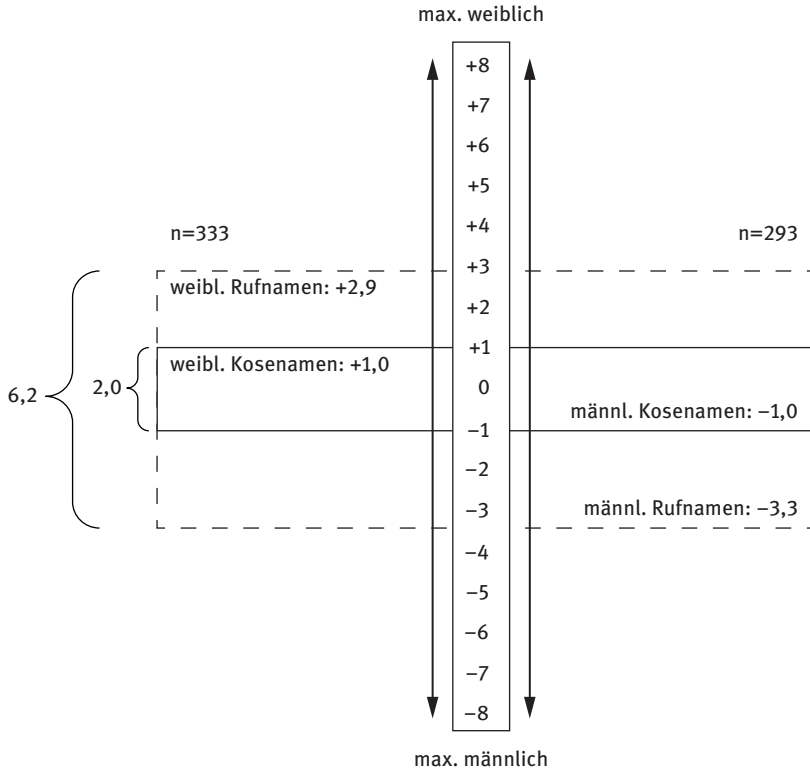 max. weiblich
+8
+7
+6
+5
+4
n=333
n=293
+3
weibl. Rufnamen: +2,9
+2
+1
weibl. Kosenamen: +1,0
6,2
2,0
0
männl. Kosenamen: –1,0
–1
–2
–3
männl. Rufnamen: –3,3
–4
–5
–6
–7
–8
max. männlich